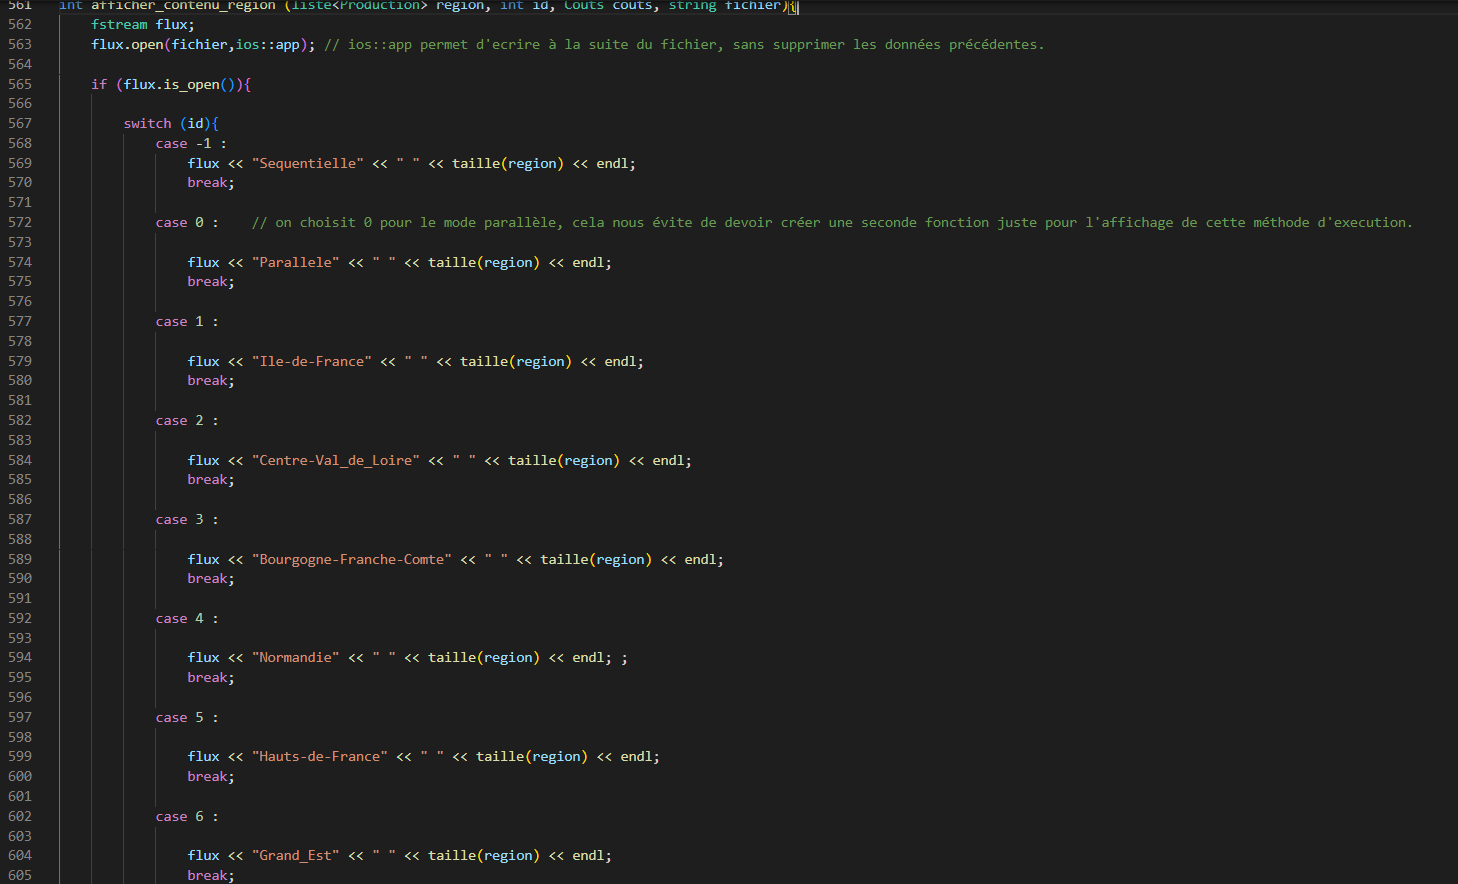 561 int afficher_contenu_region (liste<Production> region, int id, Couts couts, string fichier){
562 fstream flux;
563 flux.open(fichier,ios::app); // ios::app permet d'ecrire à la suite du fichier, sans supprimer les données précédentes.
564
565 if (flux.is_open()){
566
567 switch (id){
568 case -1 :
569 flux << "Sequentielle" << " " << taille(region) << endl;
570 break;
571
572 case 0 : // on choisit 0 pour le mode parallèle, cela nous évite de devoir créer une seconde fonction juste pour l'affichage de cette méthode d'execution.
573
574 flux << "Parallele" << " " << taille(region) << endl;
575 break;
576
577 case 1 :
578
579 flux << "Ile-de-France" << " " << taille(region) << endl;
580 break;
581
582 case 2 :
583
584 flux << "Centre-Val_de_Loire" << " " << taille(region) << endl;
585 break;
586
587 case 3 :
588
589 flux << "Bourgogne-Franche-Comte" << " " << taille(region) << endl;
590 break;
591
592 case 4 :
593
594 flux << "Normandie" << " " << taille(region) << endl; ;
595 break;
596
597 case 5 :
598
599 flux << "Hauts-de-France" << " " << taille(region) << endl;
600 break;
601
602 case 6 :
603
604 flux << "Grand_Est" << " " << taille(region) << endl;
605 break;